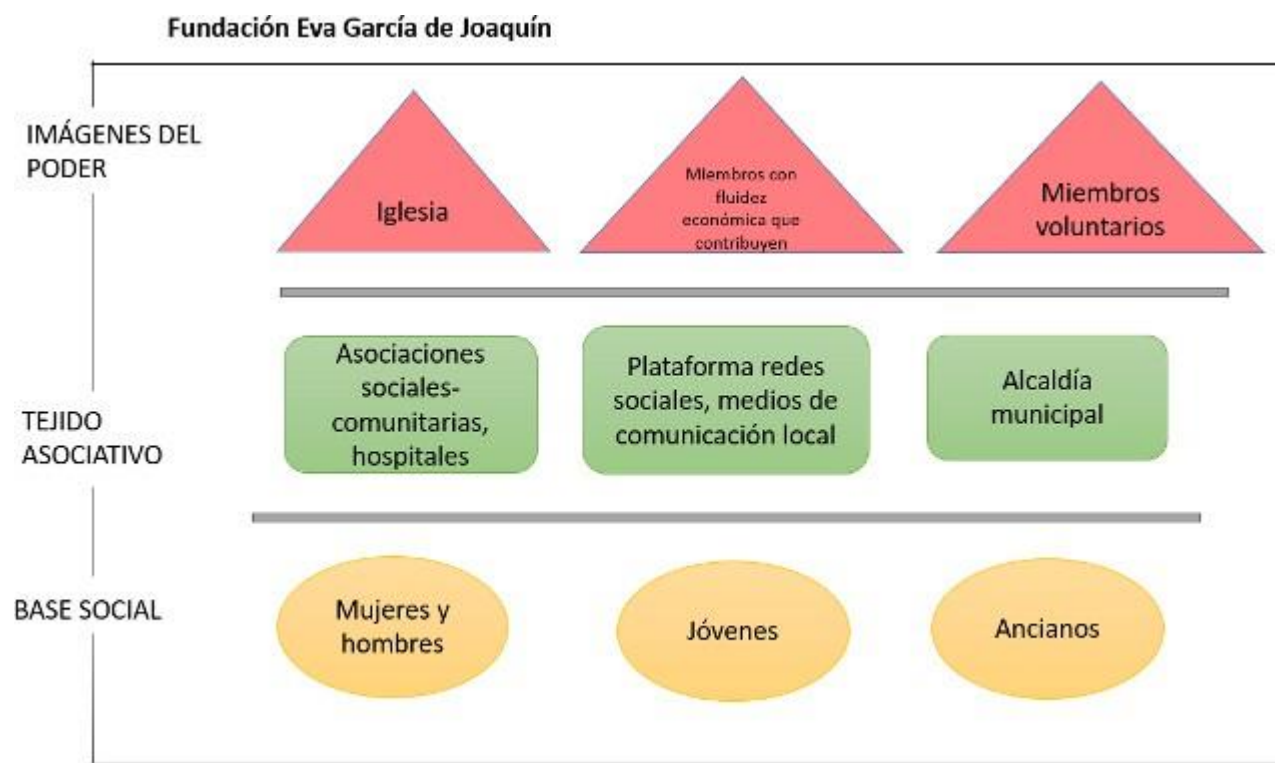 Fundación Eva García de Joaquín
IMÁGENES DEL
PODER
Iglesia
Miembros con
fluidez
económica que
contribuyen
Miembros
voluntarios
TEJIDO
ASOCIATIVO
Asociaciones
sociales-
comunitarias,
hospitales
Plataforma redes
sociales, medios de
comunicación local
Alcaldía
municipal
BASE SOCIAL
Mujeres y
hombres
Jóvenes
Ancianos